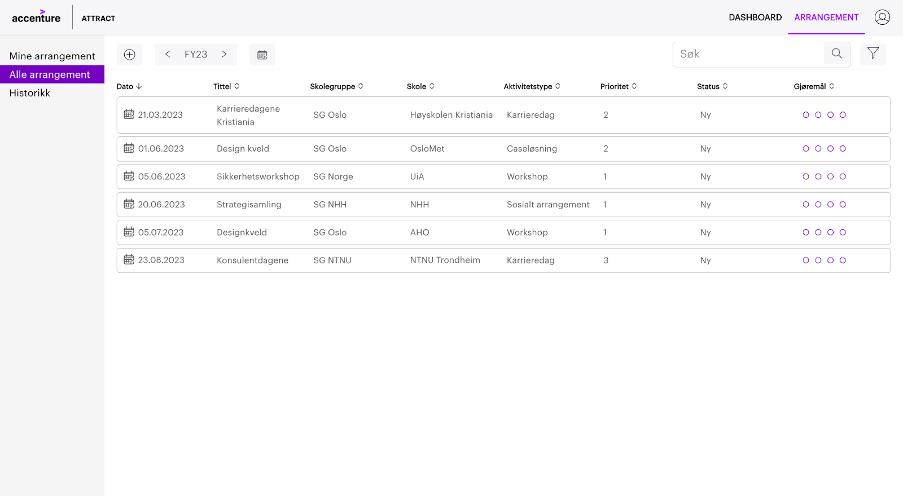 accenture
ATTRACT
DASHBOARD ARRANGEMENT
Mine arrangement
Alle arrangement
Historikk
FY23
Søk
Dato Tittel Skolegruppe Skole Aktivitetstype Prioritet Status Gjøremål
21.03.2023 Karrieredagene Kristiania SG Oslo Høyskolen Kristiania Karrieredag 2 Ny
01.06.2023 Design kveld SG Oslo OsloMet Caseløsning 2 Ny
05.06.2023 Sikkerhetsworkshop SG Norge UiA Workshop 1 Ny
20.06.2023 Strategisamling SG NHH NHH Sosialt arrangement 1 Ny
05.07.2023 Designkveld SG Oslo AHO Workshop 1 Ny
23.08.2023 Konsulentdagene SG NTNU NTNU Trondheim Karrieredag 3 Ny